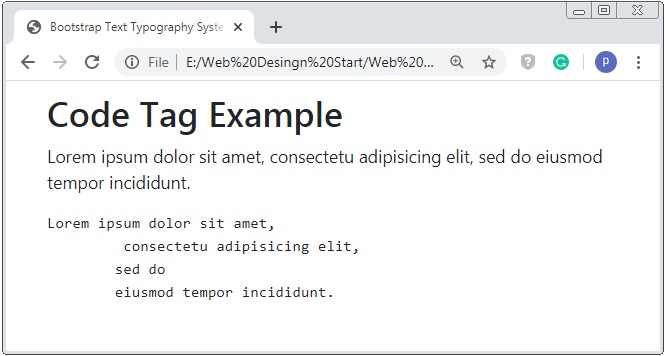 Bootstrap Text Typography Syste
File
E:/Web%20Desingn%20Start/Web%20...
p
Code Tag Example
Lorem ipsum dolor sit amet, consectetu adipisicing elit, sed do eiusmod
tempor incididunt.
Lorem ipsum dolor sit amet,
consectetu adipisicing elit,
sed do
eiusmod tempor incididunt.